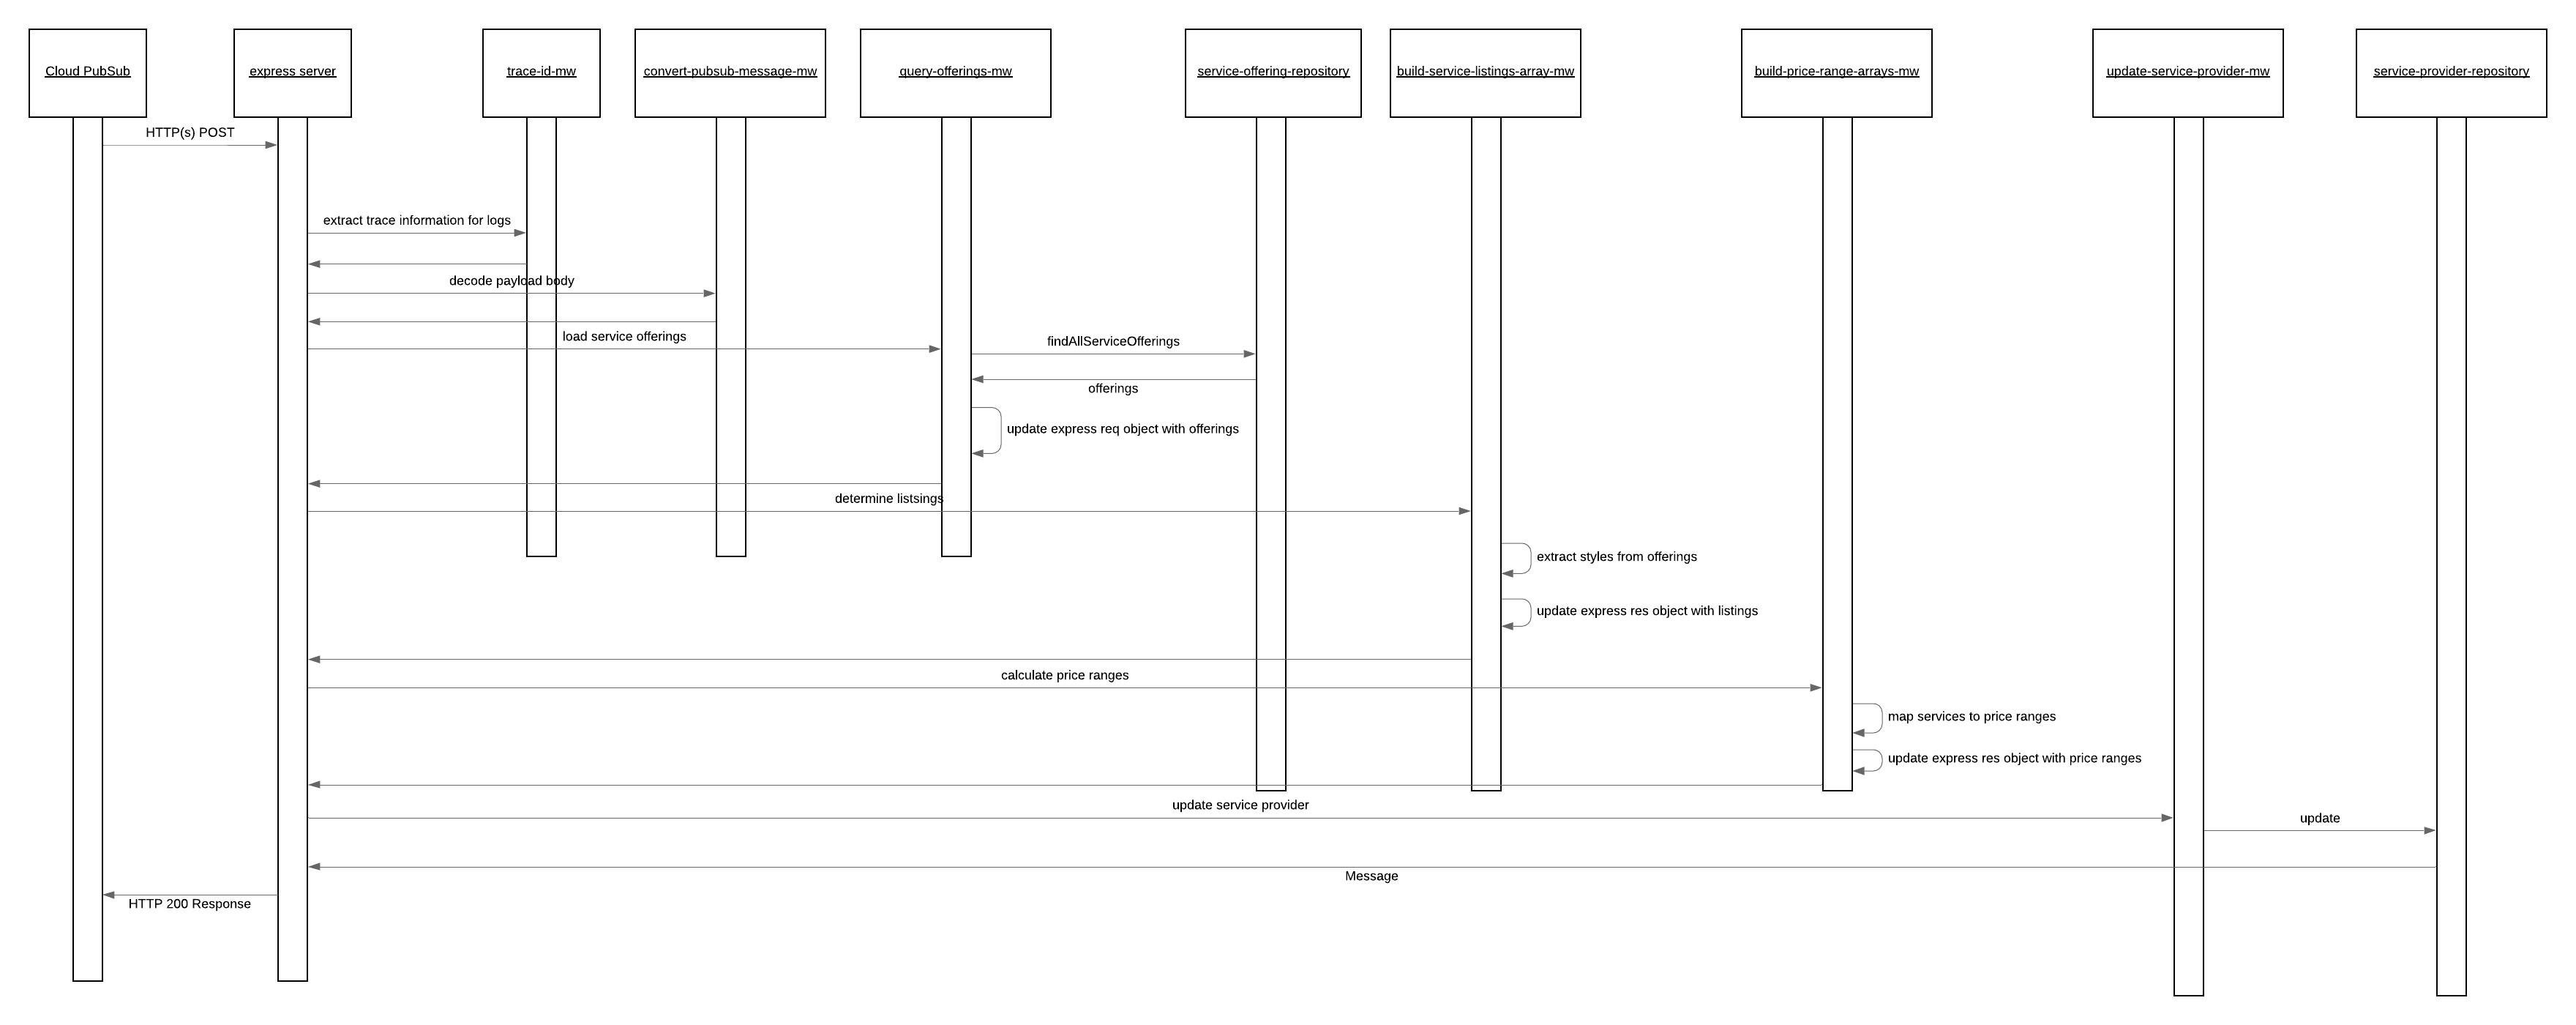 Cloud PubSub
express server
trace-id-mw
convert-pubsub-message-mw
query-offerings-mw
service-offering-repository
build-service-listings-array-mw
build-price-range-arrays-mw
update-service-provider-mw
service-provider-repository
HTTP(s) POST
extract trace information for logs
decode payload body
load service offerings
findAllServiceOfferings
offerings
update express req object with offerings
determine listsings
extract styles from offerings
update express res object with listings
calculate price ranges
map services to price ranges
update express res object with price ranges
update service provider
update
Message
HTTP 200 Response